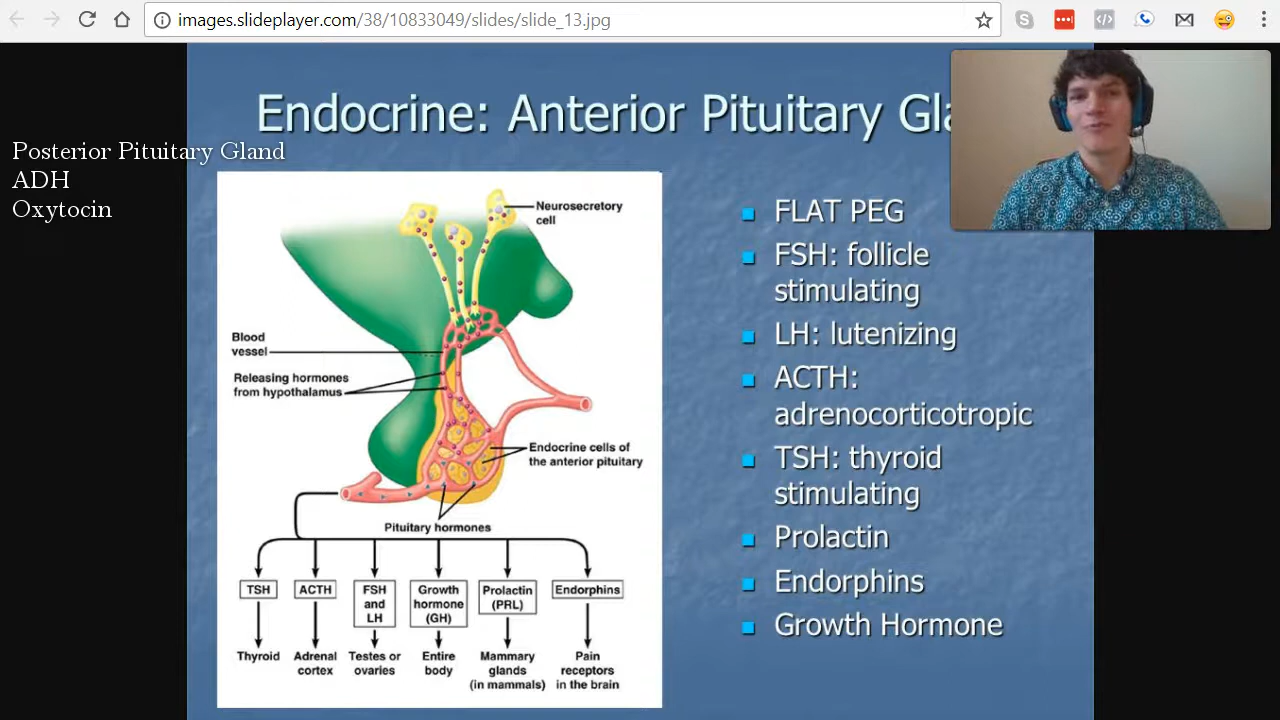 images.slideplayer.com/38/10833049/slides/slide_13.jpg
Endocrine: Anterior Pituitary Gla
Posterior Pituitary Gland
ADH
Oxytocin
Neurosecretory
cell
Blood
vessel
Releasing hormones
from hypothalamus
Endocrine cells of
the anterior pituitary
Pituitary hormones
TSH
ACTH
FSH
and
LH
Growth
hormone
(GH)
Prolactin
(PRL)
Endorphins
Thyroid
Adrenal
cortex
Testes or
ovaries
Entire
body
Mammary
glands
(in mammals)
Pain
receptors
in the brain
FLAT PEG
FSH: follicle
stimulating
LH: lutenizing
ACTH:
adrenocorticotropic
TSH: thyroid
stimulating
Prolactin
Endorphins
Growth Hormone